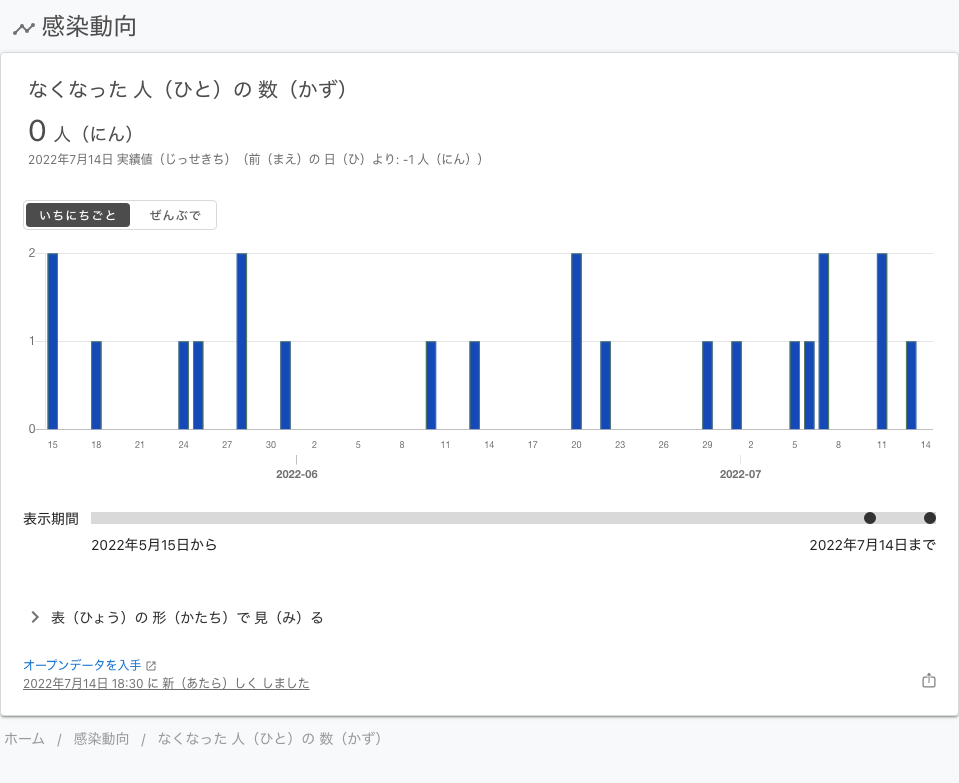 感染動向
なくなった 人（ひと）の 数（かず）
0 人（にん）
2022年7月14日 実績値（じっせきち）（前（まえ）の 日（ひ）より: -1 人（にん））
いちにちごと ぜんぶで
2
1
0
15 18 21 24 27 30 2 5 8 11 14 17 20 23 26 29 2 5 8 11 14
2022-06 2022-07
表示期間
2022年5月15日から 2022年7月14日まで
表（ひょう）の 形（かたち）で 見（み）る
オープンデータを入手
2022年7月14日 18:30 に 新（あたら）しく しました
ホーム / 感染動向 / なくなった 人（ひと）の 数（かず）